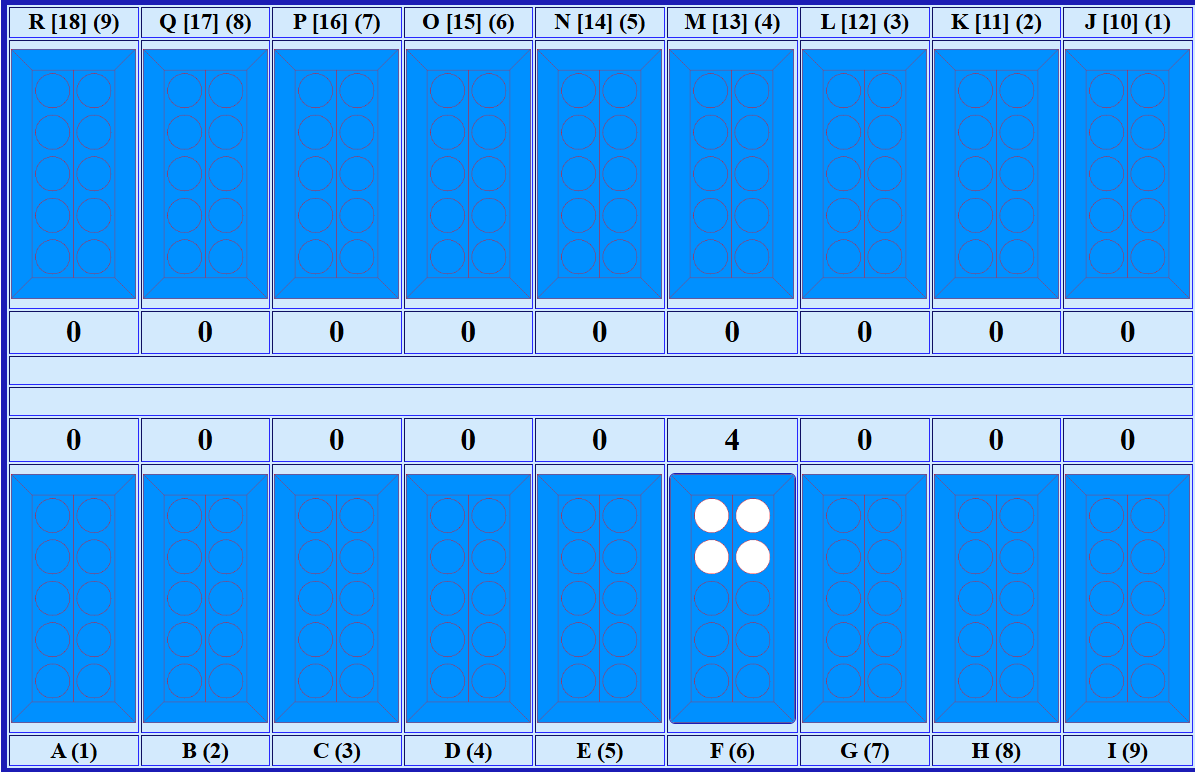 R [18] (9) Q [17] (8) P [16] (7) O [15] (6) N [14] (5) M [13] (4) L [12] (3) K [11] (2) J [10] (1)
0 0 0 0 0 0 0 0 0
0 0 0 0 0 4 0 0 0
A (1) B (2) C (3) D (4) E (5) F (6) G (7) H (8) I (9)